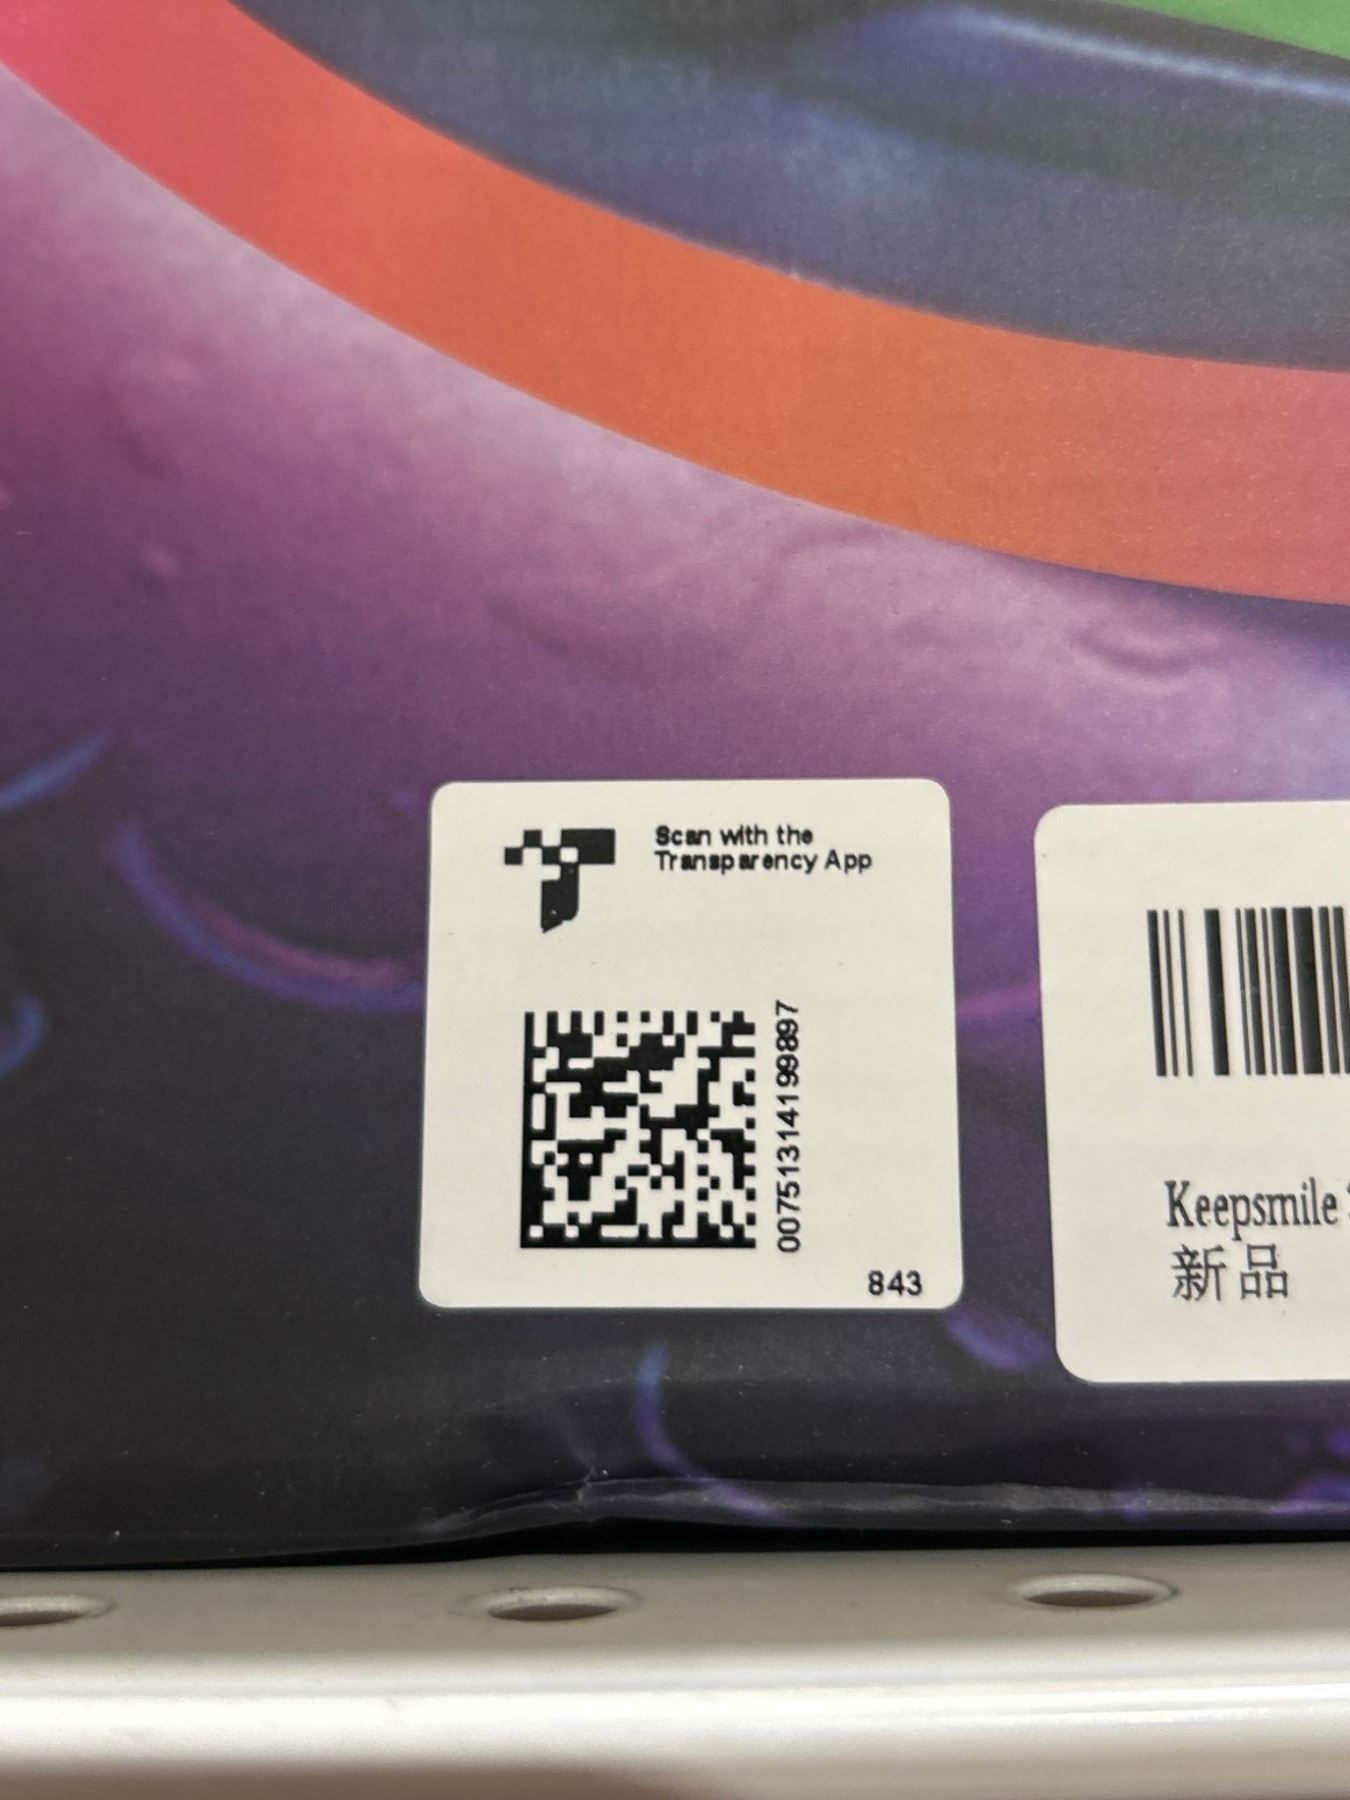 Scan with the
Transparency App
00751314199897
843
Keepsmile
新品